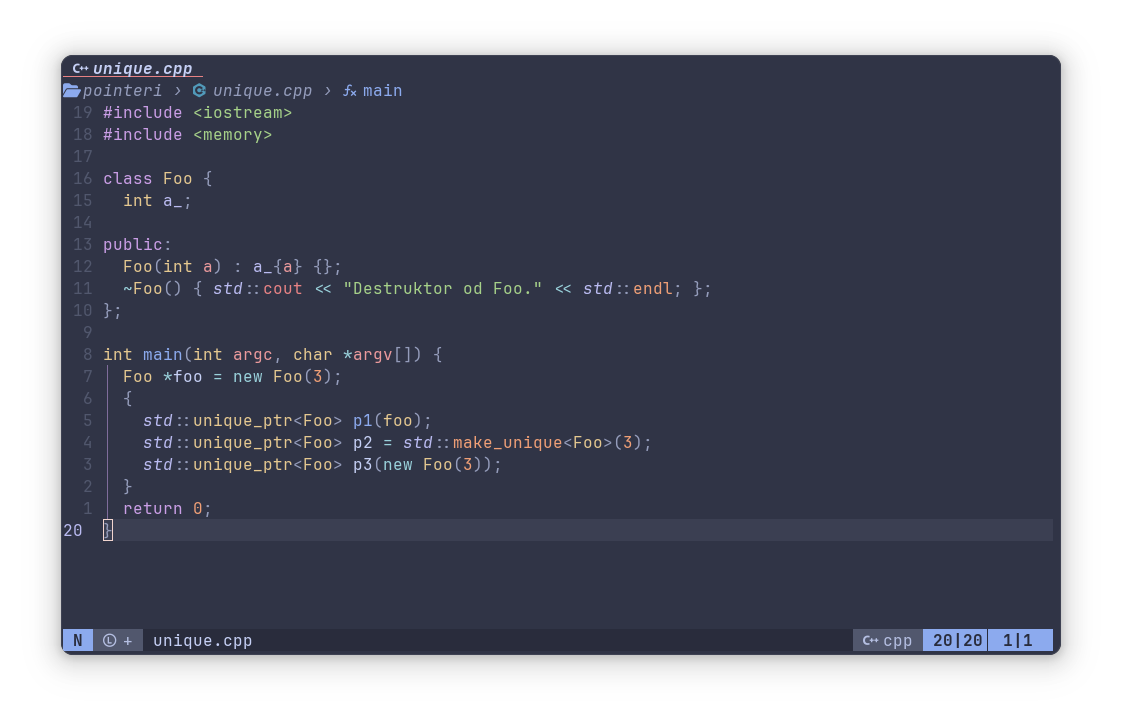 C++ unique.cpp
pointeri › unique.cpp › fx main
19 #include <iostream>
18 #include <memory>
17
16 class Foo {
15   int a_;
14
13 public:
12   Foo(int a) : a_{a} {};
11   ~Foo() { std::cout << "Destruktor od Foo." << std::endl; };
10 };
9
8 int main(int argc, char *argv[]) {
7   Foo *foo = new Foo(3);
6   {
5     std::unique_ptr<Foo> p1(foo);
4     std::unique_ptr<Foo> p2 = std::make_unique<Foo>(3);
3     std::unique_ptr<Foo> p3(new Foo(3));
2   }
1   return 0;
20 }
N Ⓛ + unique.cpp C++ cpp 20|20 1|1